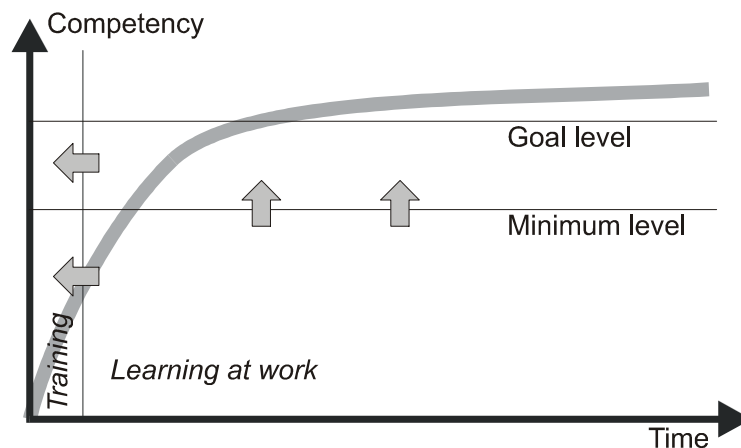 Competency
Goal level
Minimum level
Training
Learning at work
Time